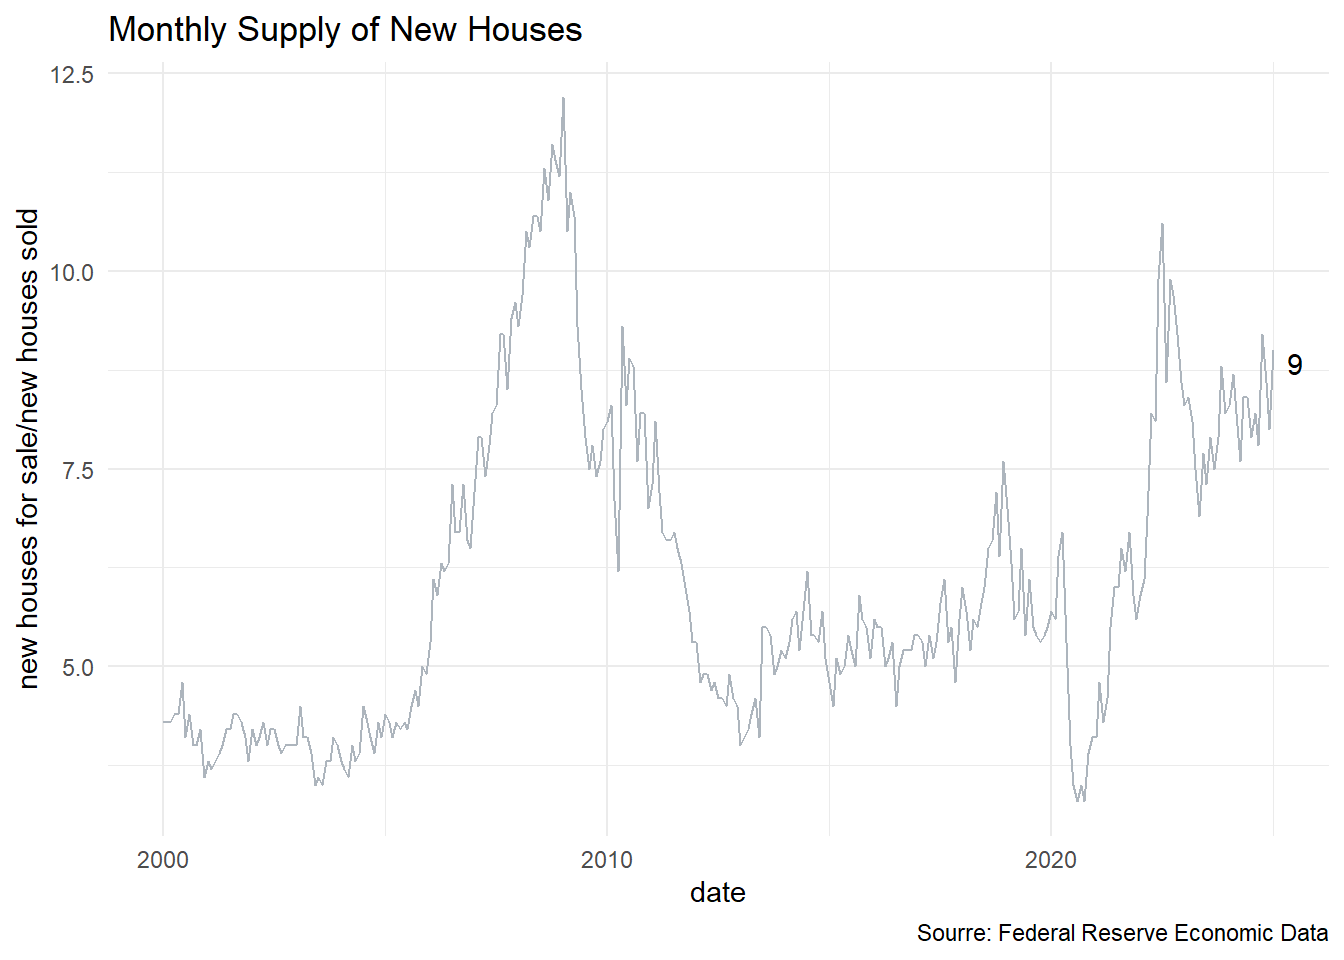 Monthly Supply of New Houses
new houses for sale/new houses sold
12.5
10.0
7.5
5.0
9
2000
2010
2020
date
Sourre: Federal Reserve Economic Data